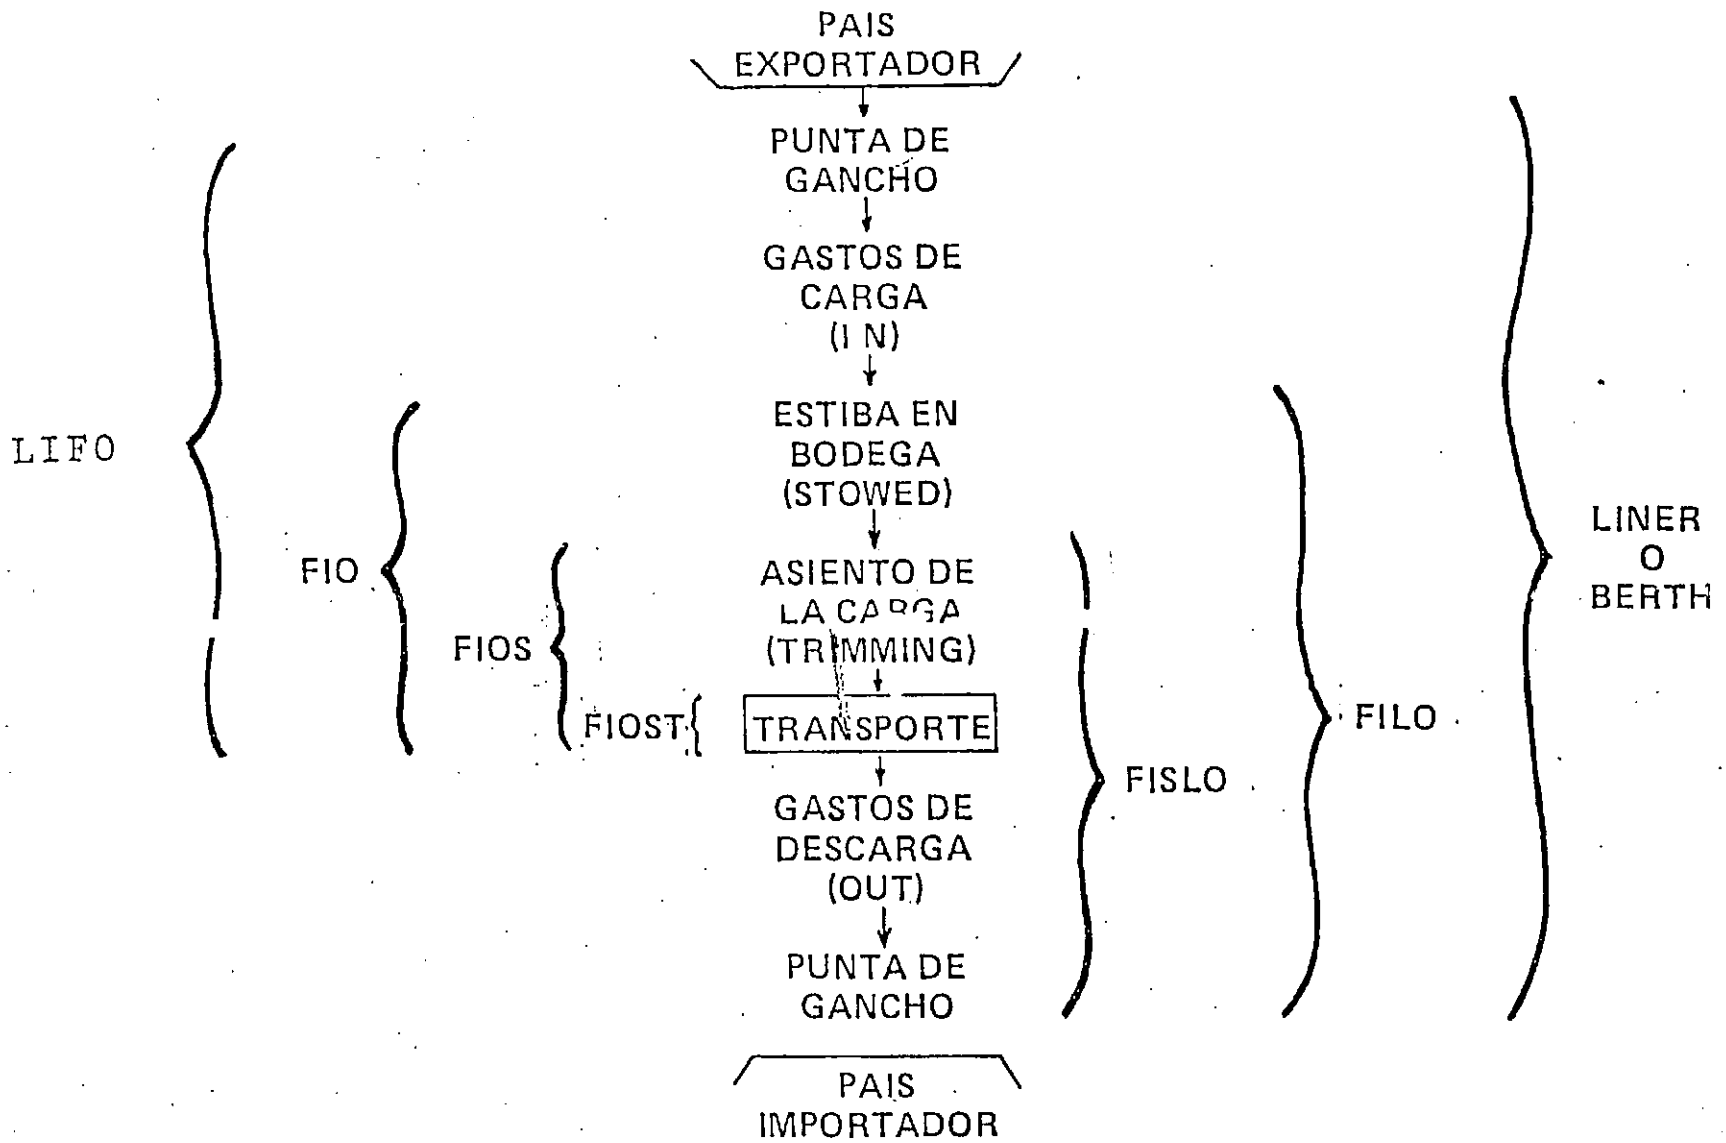 PAIS
EXPORTADOR
PUNTA DE
GANCHO
GASTOS DE
CARGA
(IN)
ESTIBA EN
BODEGA
(STOWED)
ASIENTO DE
LA CARGA
(TRIMMING)
TRANSPORTE
GASTOS DE
DESCARGA
(OUT)
PUNTA DE
GANCHO
PAIS
IMPORTADOR
LIFO
FIO
FIOS
FIOST
FISLO
FILO
LINER
O
BERTH